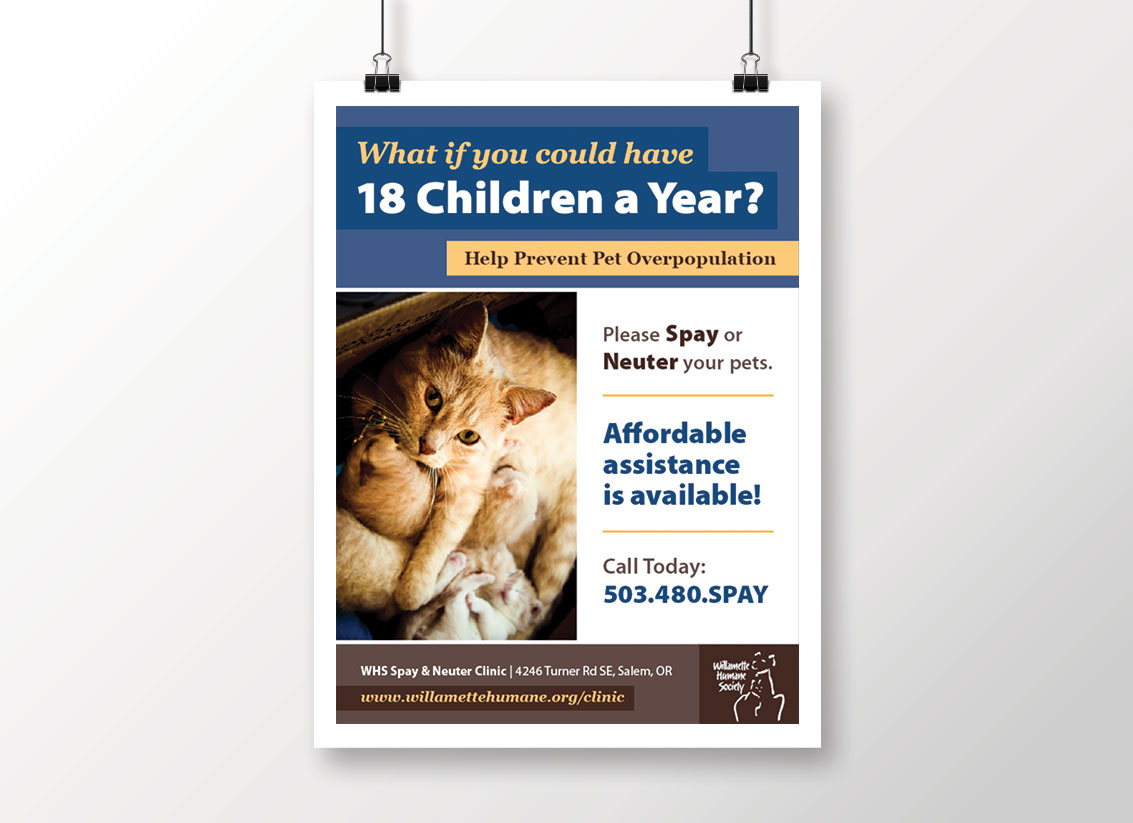 What if you could have
18 Children a Year?
Help Prevent Pet Overpopulation
Please Spay or
Neuter your pets.
Affordable
assistance
is available!
Call Today:
503.480.SPAY
WHS Spay & Neuter Clinic | 4246 Turner Rd SE, Salem, OR
www.willamettehumane.org/clinic
Willamette
Humane
Society